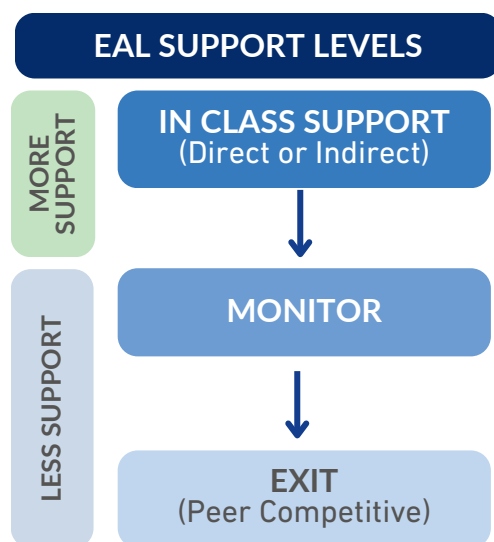 EAL SUPPORT LEVELS
MORE
SUPPORT
IN CLASS SUPPORT
(Direct or Indirect)
LESS SUPPORT
MONITOR
EXIT
(Peer Competitive)